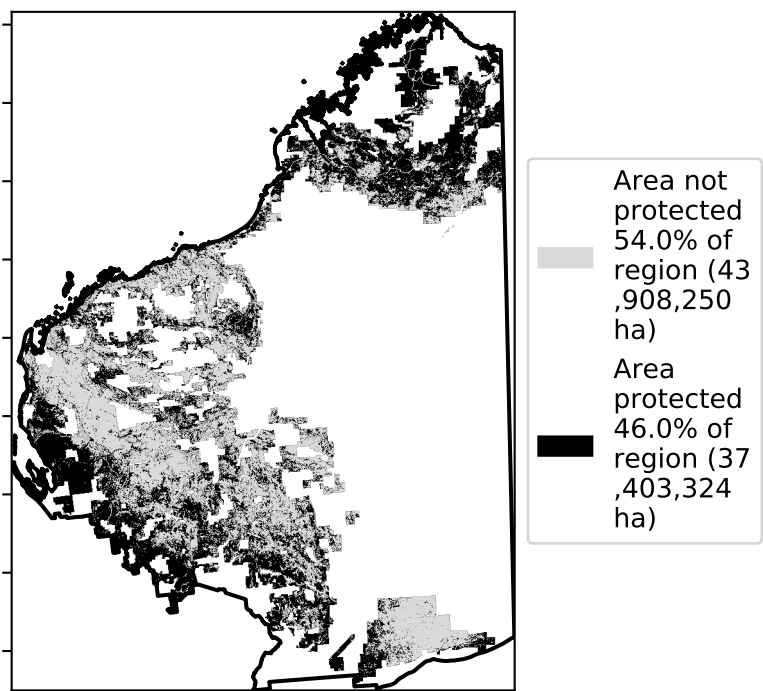 Area not
protected
54.0% of
region (43
,908,250
ha)
Area
protected
46.0% of
region (37
,403,324
ha)